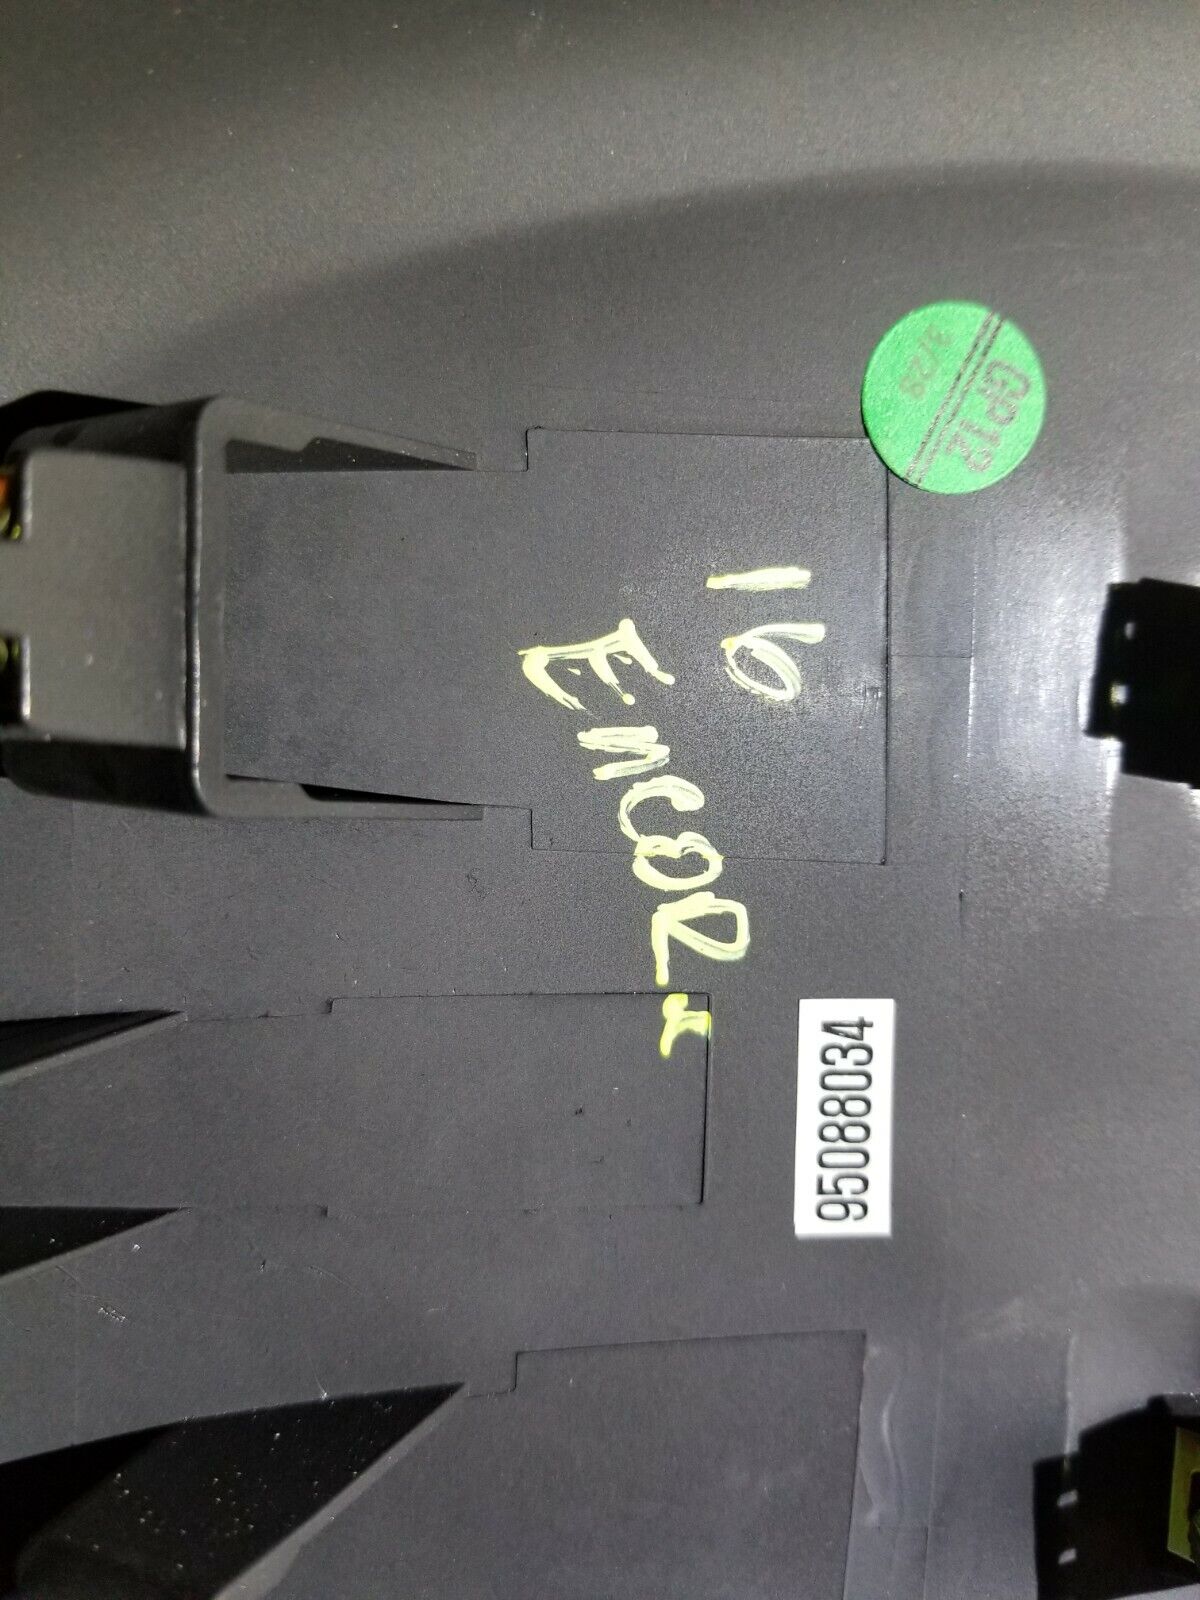 GP12
16
ENCORE
95088034